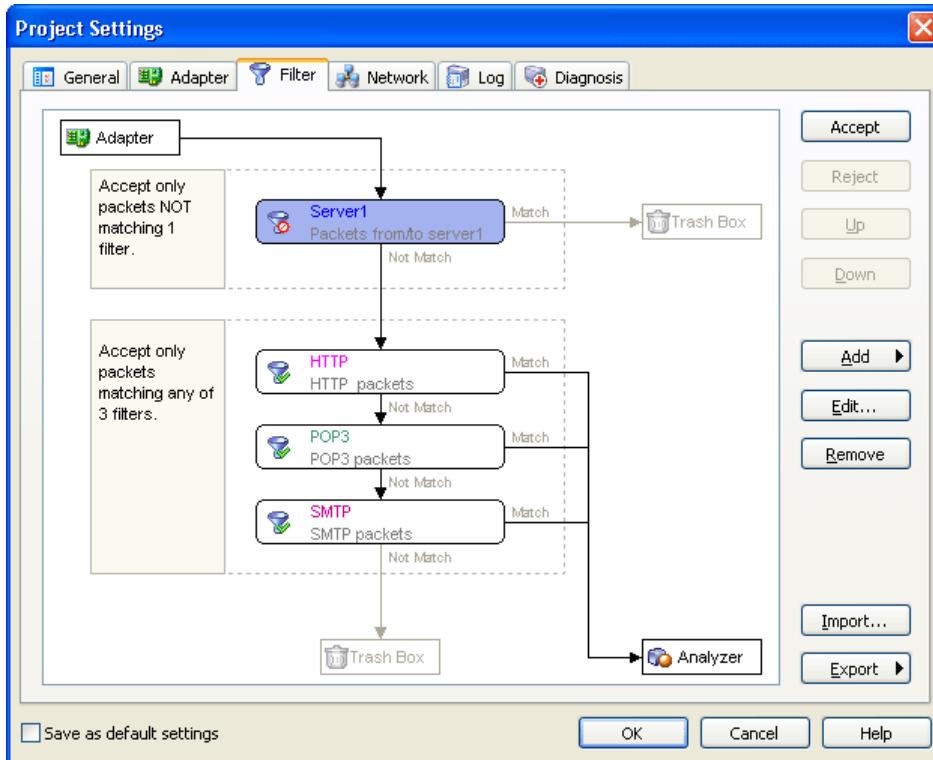 Project Settings
General
Adapter
Filter
Network
Log
Diagnosis
Adapter
Accept only
packets NOT
matching 1
filter.
Server1
Packets from/to server1
Match
Trash Box
Not Match
Accept only
packets
matching any of
3 filters.
HTTP
HTTP packets
Match
Not Match
POP3
POP3 packets
Match
Not Match
SMTP
SMTP packets
Match
Not Match
Trash Box
Analyzer
Accept
Reject
Up
Down
Add
Edit...
Remove
Import...
Export
Save as default settings
OK
Cancel
Help